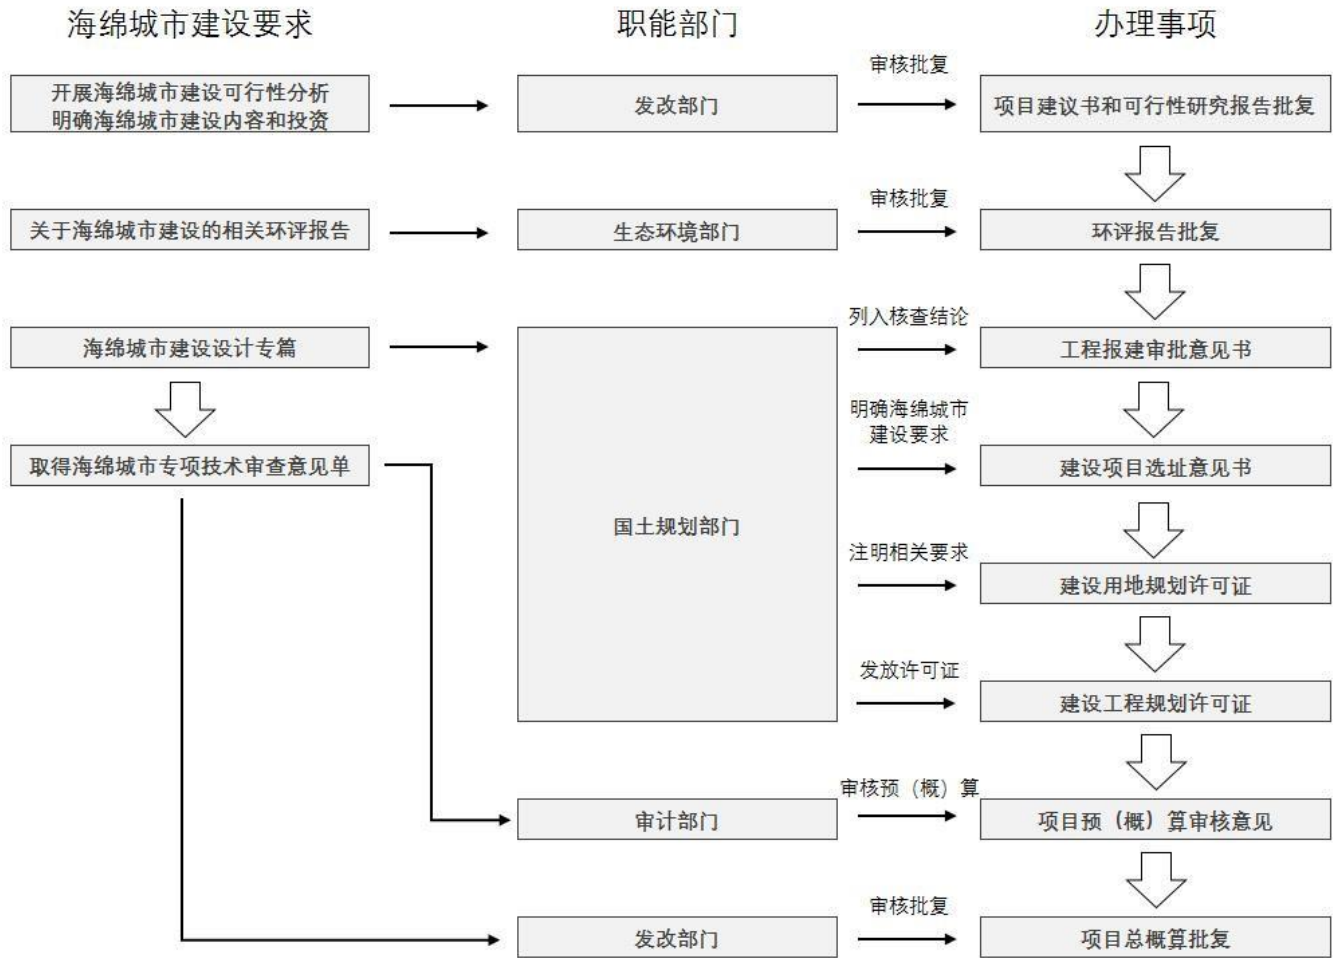 海绵城市建设要求
职能部门
办理事项
开展海绵城市建设可行性分析
明确海绵城市建设内容和投资
发改部门
审核批复
项目建议书和可行性研究报告批复
关于海绵城市建设的相关环评报告
生态环境部门
审核批复
环评报告批复
海绵城市建设设计专篇
列入核查结论
工程报建审批意见书
取得海绵城市专项技术审查意见单
国土规划部门
明确海绵城市
建设要求
建设项目选址意见书
注明相关要求
建设用地规划许可证
发放许可证
建设工程规划许可证
审计部门
审核预（概）算
项目预（概）算审核意见
发改部门
审核批复
项目总概算批复